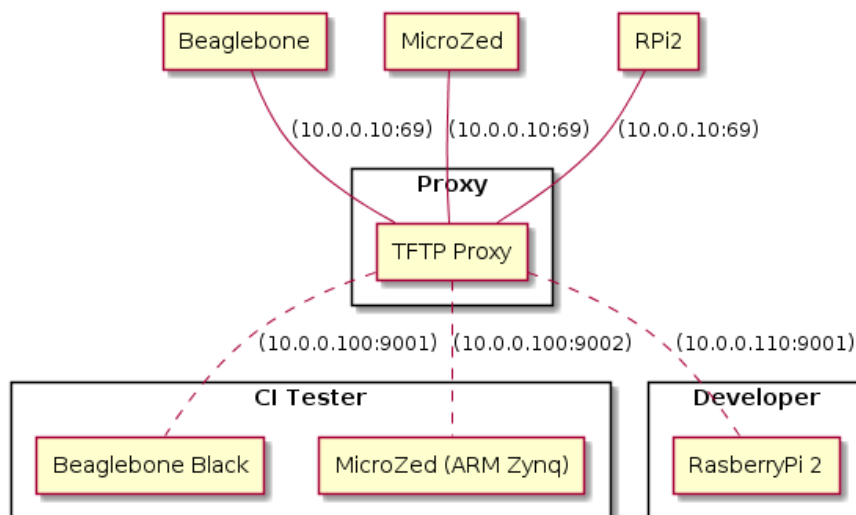 Beaglebone
MicroZed
RPi2
(10.0.0.10:69)
(10.0.0.10:69)
(10.0.0.10:69)
Proxy
TFTP Proxy
(10.0.0.100:9001)
(10.0.0.100:9002)
(10.0.0.110:9001)
CI Tester
Developer
Beaglebone Black
MicroZed (ARM Zynq)
RasberryPi 2